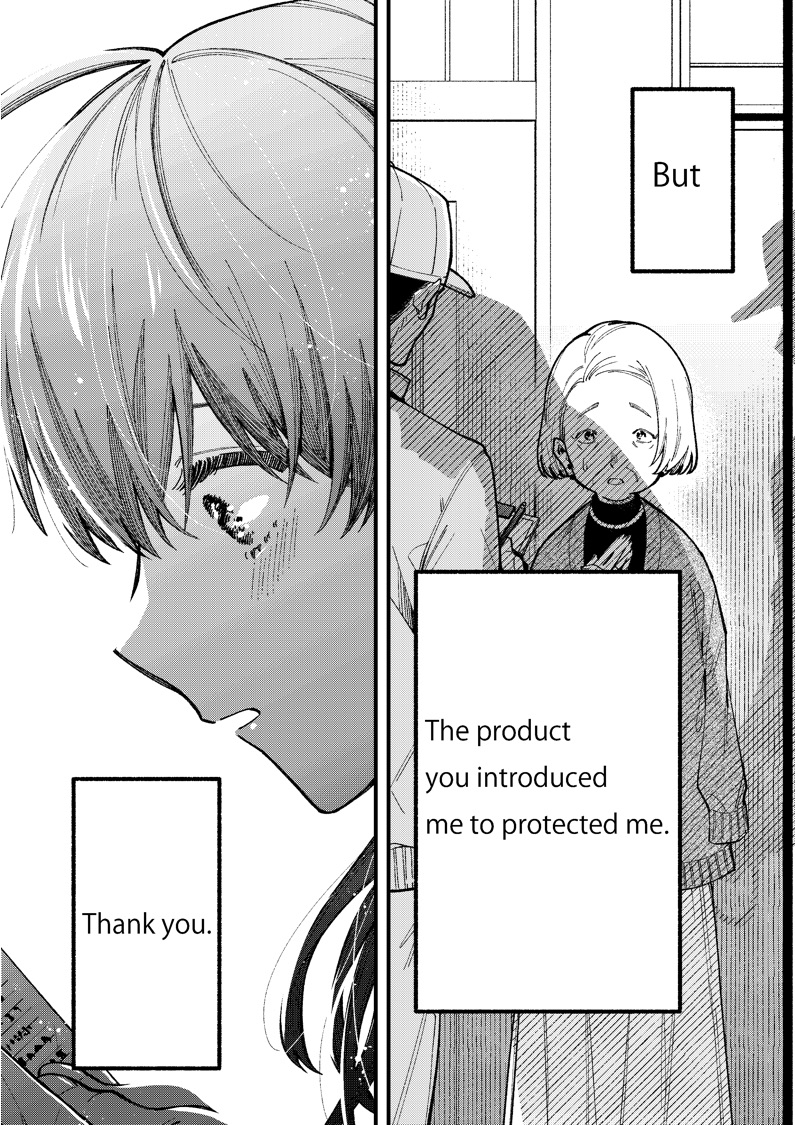 But
The product
you introduced
me to protected me.
Thank you.